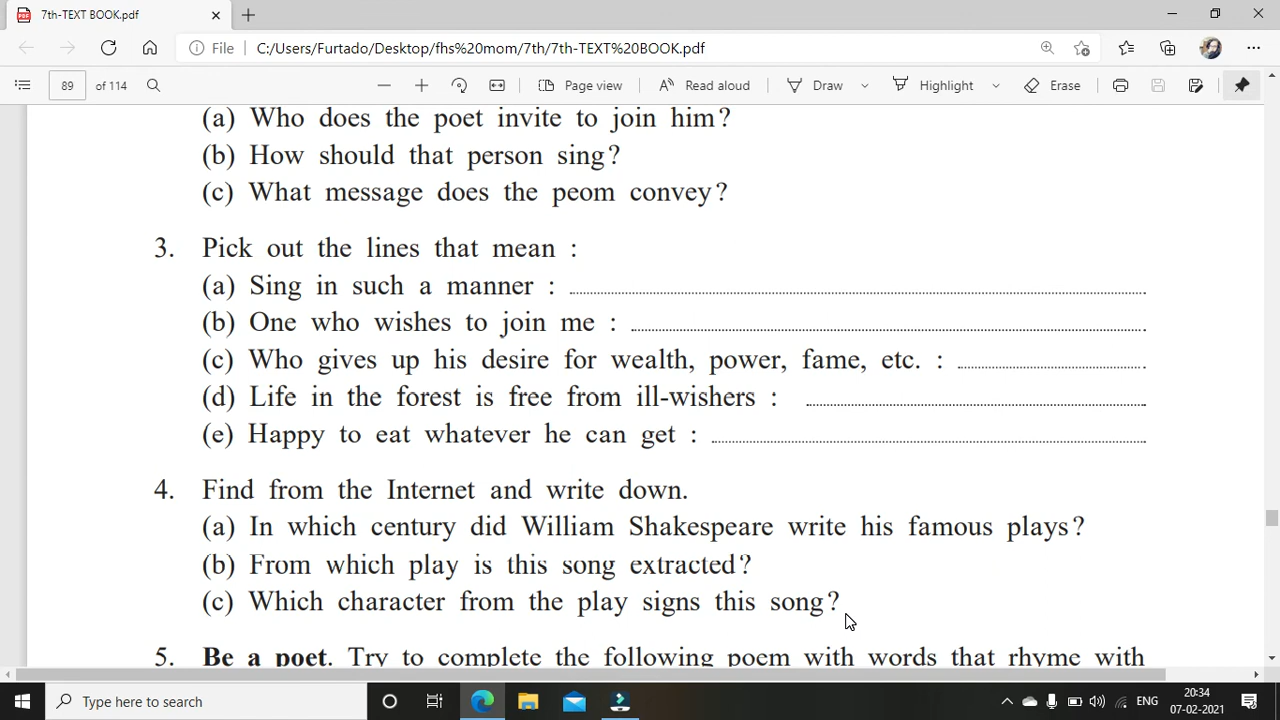 7th-TEXT BOOK.pdf
File C:/Users/Furtado/Desktop/fhs%20mom/7th/7th-TEXT%20BOOK.pdf
89 of 114 Page view Read aloud Draw Highlight Erase
(a) Who does the poet invite to join him?
(b) How should that person sing?
(c) What message does the peom convey?
3. Pick out the lines that mean :
(a) Sing in such a manner :
(b) One who wishes to join me :
(c) Who gives up his desire for wealth, power, fame, etc. :
(d) Life in the forest is free from ill-wishers :
(e) Happy to eat whatever he can get :
4. Find from the Internet and write down.
(a) In which century did William Shakespeare write his famous plays?
(b) From which play is this song extracted?
(c) Which character from the play signs this song?
5. Be a poet. Try to complete the following poem with words that rhyme with
Type here to search
ENG
20:34
07-02-2021